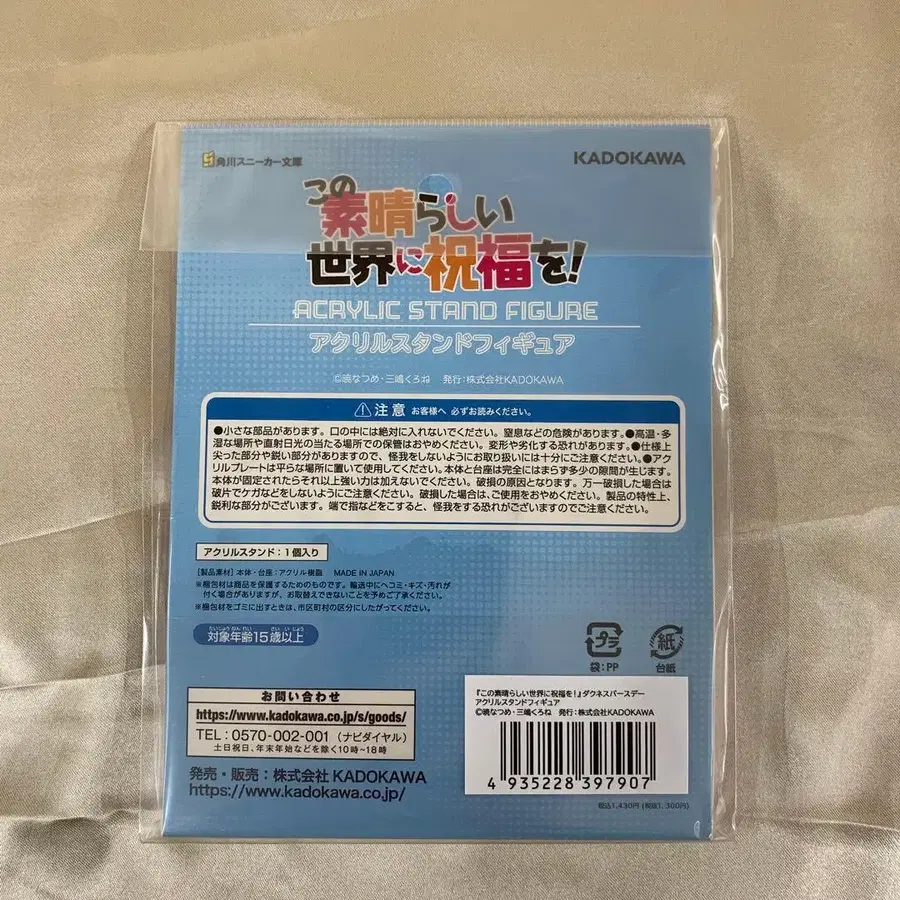 角川スニーカー文庫
KADOKAWA
この
素晴らしい
世界に祝福を!
ACRYLIC STAND FIGURE
アクリルスタンドフィギュア
©暁なつめ・三嶋くろね 発行:株式会社KADOKAWA
注意 お客様へ 必ずお読みください。
●小さな部品があります。口の中には絶対に入れないでください。窒息などの危険があります。●高温・多
湿な場所や直射日光の当たる場所での保管はおやめください。変形や劣化する恐れがあります。●仕様上
尖った部分や鋭い部分がありますので、怪我をしないようにお取り扱いには十分にご注意ください。●アク
リルプレートは平らな場所に置いて使用してください。本体と台座は完全にはまらず多少の隙間が生じます。
本体が固定されたらそれ以上強い力は加えないでください。破損の原因となります。万一破損した場合は
破片でケガなどをしないようにご注意ください。破損した場合は、ご使用をおやめください。製品の特性上、
鋭利な部分がございます。端で指などをこすると、怪我をする恐れがございますのでご注意ください。
アクリルスタンド:1個入り
[製品素材] 本体・台座:アクリル樹脂 MADE IN JAPAN
※梱包材は商品を保護するためのものです。輸送中にヘコミ・キズ・汚れが
付く場合がありますが、お取替えできないことを予めご了承ください。
※梱包材をゴミに出すときは、市区町村の区分にしたがってください。
たいしょうねんれい さいいじょう
対象年齢15歳以上
プラ
袋:PP
紙
台紙
お問い合わせ
https://www.kadokawa.co.jp/s/goods/
TEL:0570-002-001(ナビダイヤル)
土日祝日、年末年始などを除く10時~18時
発売・販売:株式会社 KADOKAWA
https://www.kadokawa.co.jp/
『この素晴らしい世界に祝福を!』ダクネスバースデー
アクリルスタンドフィギュア
©暁なつめ・三嶋くろね 発行:株式会社KADOKAWA
4 935228 397907
税込1,430円 (税抜1,300円)